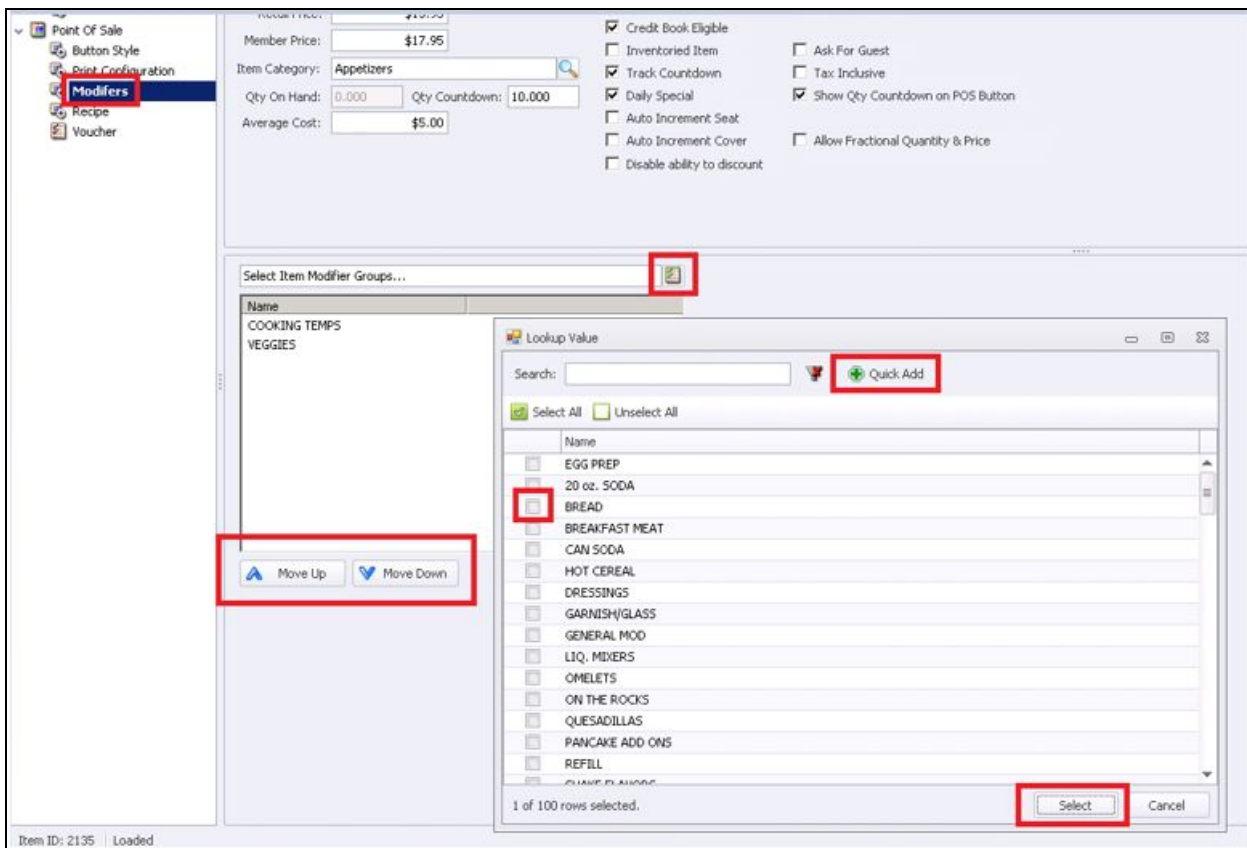 Point Of Sale
Button Style
Print Configuration
Modifers
Recipe
Voucher
Member Price: $17.95
Item Category: Appetizers
Qty On Hand: 0.000 Qty Countdown: 10.000
Average Cost: $5.00
Credit Book Eligible
Inventoried Item Ask For Guest
Track Countdown Tax Inclusive
Daily Special Show Qty Countdown on POS Button
Auto Increment Seat
Auto Increment Cover Allow Fractional Quantity & Price
Disable ability to discount
Select Item Modifier Groups...
Name
COOKING TEMPS
VEGGIES
Move Up Move Down
Lookup Value
Search: Quick Add
Select All Unselect All
Name
EGG PREP
20 oz. SODA
BREAD
BREAKFAST MEAT
CAN SODA
HOT CEREAL
DRESSINGS
GARNISH/GLASS
GENERAL MOD
LIQ. MIXERS
OMELETS
ON THE ROCKS
QUESADILLAS
PANCAKE ADD ONS
REFILL
1 of 100 rows selected. Select Cancel
Item ID: 2135 Loaded